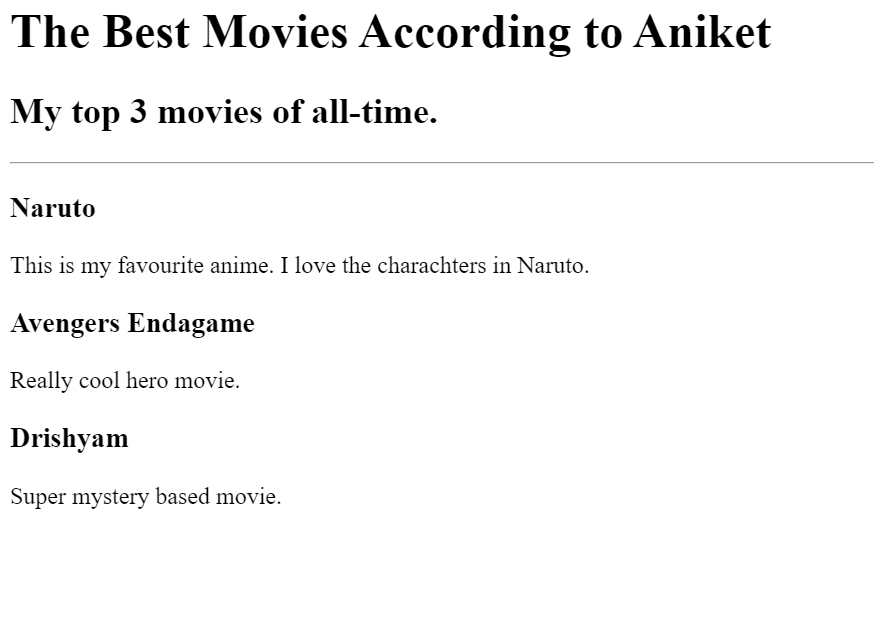 The Best Movies According to Aniket
My top 3 movies of all-time.
Naruto
This is my favourite anime. I love the charachters in Naruto.
Avengers Endagame
Really cool hero movie.
Drishyam
Super mystery based movie.